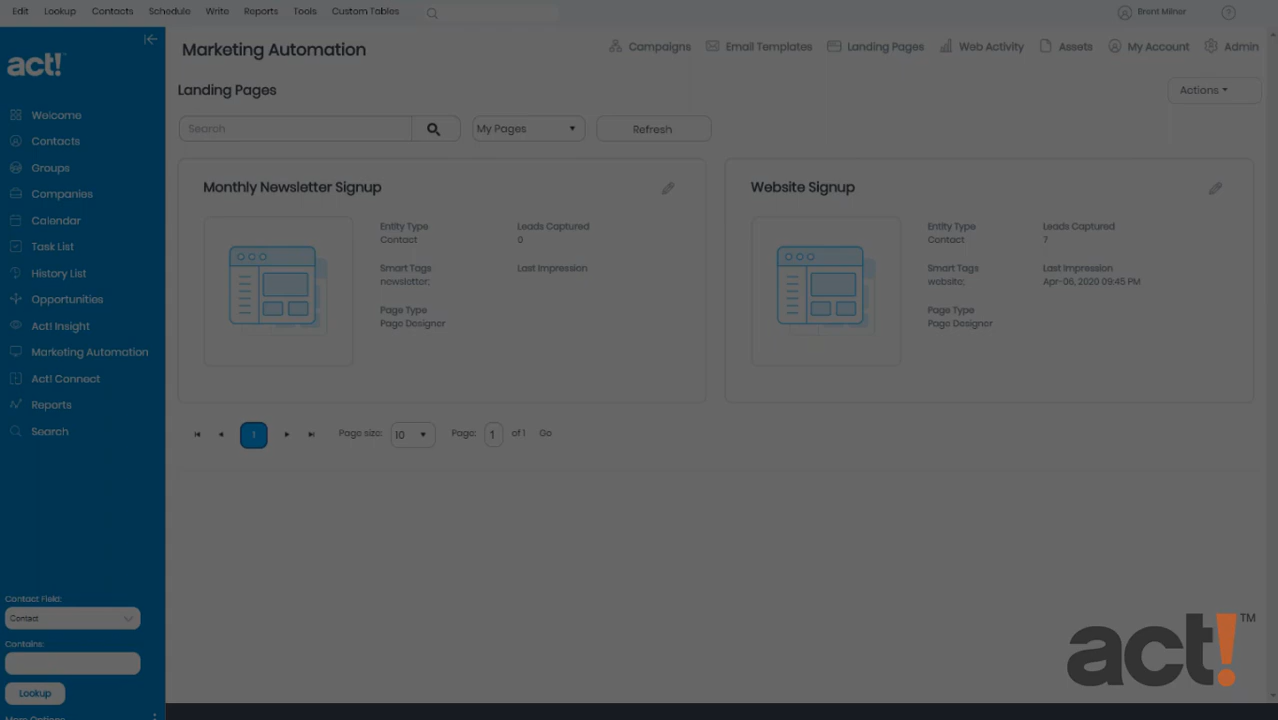 Edit Lookup Contacts Schedule Write Reports Tools Custom Tables
Brent Milner
?
act!
Marketing Automation
Campaigns Email Templates Landing Pages Web Activity Assets My Account Admin
Landing Pages
Actions
Search
My Pages
Refresh
Welcome
Contacts
Groups
Companies
Calendar
Task List
History List
Opportunities
Act! Insight
Marketing Automation
Act! Connect
Reports
Search
Monthly Newsletter Signup
Entity Type
Contact
Leads Captured
0
Smart Tags
newsletter;
Last Impression
Page Type
Page Designer
Website Signup
Entity Type
Contact
Leads Captured
7
Smart Tags
website;
Last Impression
Apr-06, 2020 09:45 PM
Page Type
Page Designer
1 Page size: 10 Page: 1 of 1 Go
Contact Field:
Contact
Contains:
Lookup
More Options
act!™